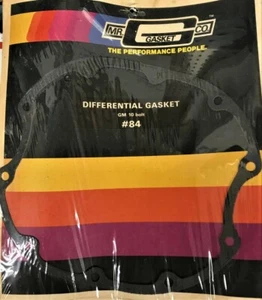 MR.
GASKET
CO.
THE PERFORMANCE PEOPLE.
DIFFERENTIAL GASKET
GM 10 bolt
#84